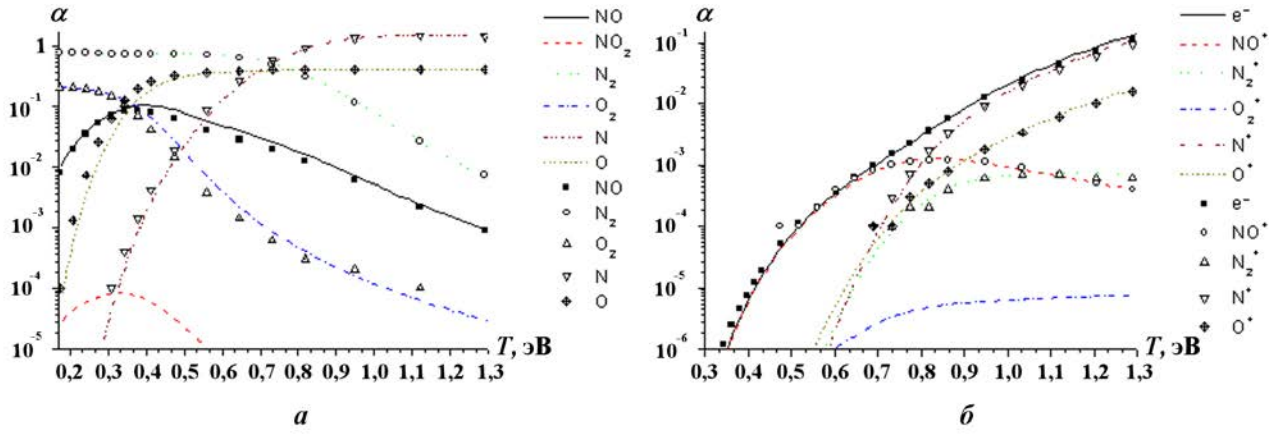 α
1
10⁻¹
10⁻²
10⁻³
10⁻⁴
10⁻⁵
0,2 0,3 0,4 0,5 0,6 0,7 0,8 0,9 1,0 1,1 1,2 1,3
T, эВ
NO
NO₂
N₂
O₂
N
O
NO
N₂
O₂
N
O
а
α
10⁻¹
10⁻²
10⁻³
10⁻⁴
10⁻⁵
10⁻⁶
0,3 0,4 0,5 0,6 0,7 0,8 0,9 1,0 1,1 1,2 1,3
T, эВ
e⁻
NO⁺
N₂⁺
O₂⁺
N⁺
O⁺
e⁻
NO⁺
N₂⁺
N⁺
O⁺
б